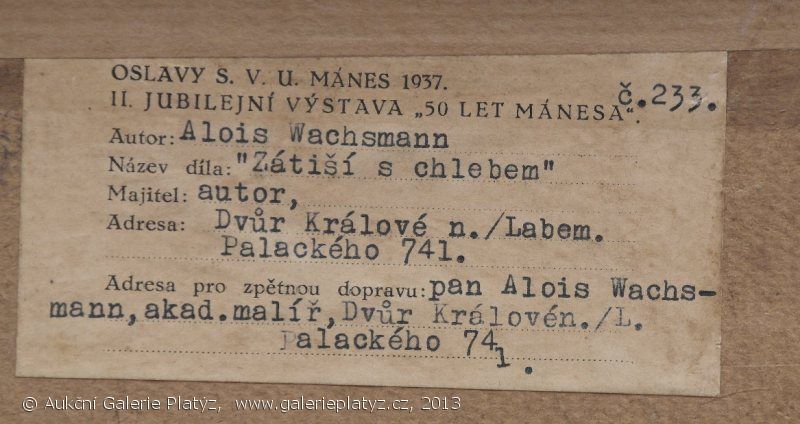 OSLAVY S. V. U. MÁNES 1937.
II. JUBILEJNÍ VÝSTAVA „50 LET MÁNESA“.
č.233.
Autor: Alois Wachsmann
Název díla: "Zátiší s chlebem"
Majitel: autor,
Adresa: Dvůr Králové n./Labem.
Palackého 741.
Adresa pro zpětnou dopravu: pan Alois Wachs-
mann,akad.malíř,Dvůr Královén./L.
Palackého 741.
© Aukční Galerie Platýz, www.galerieplatyz.cz, 2013